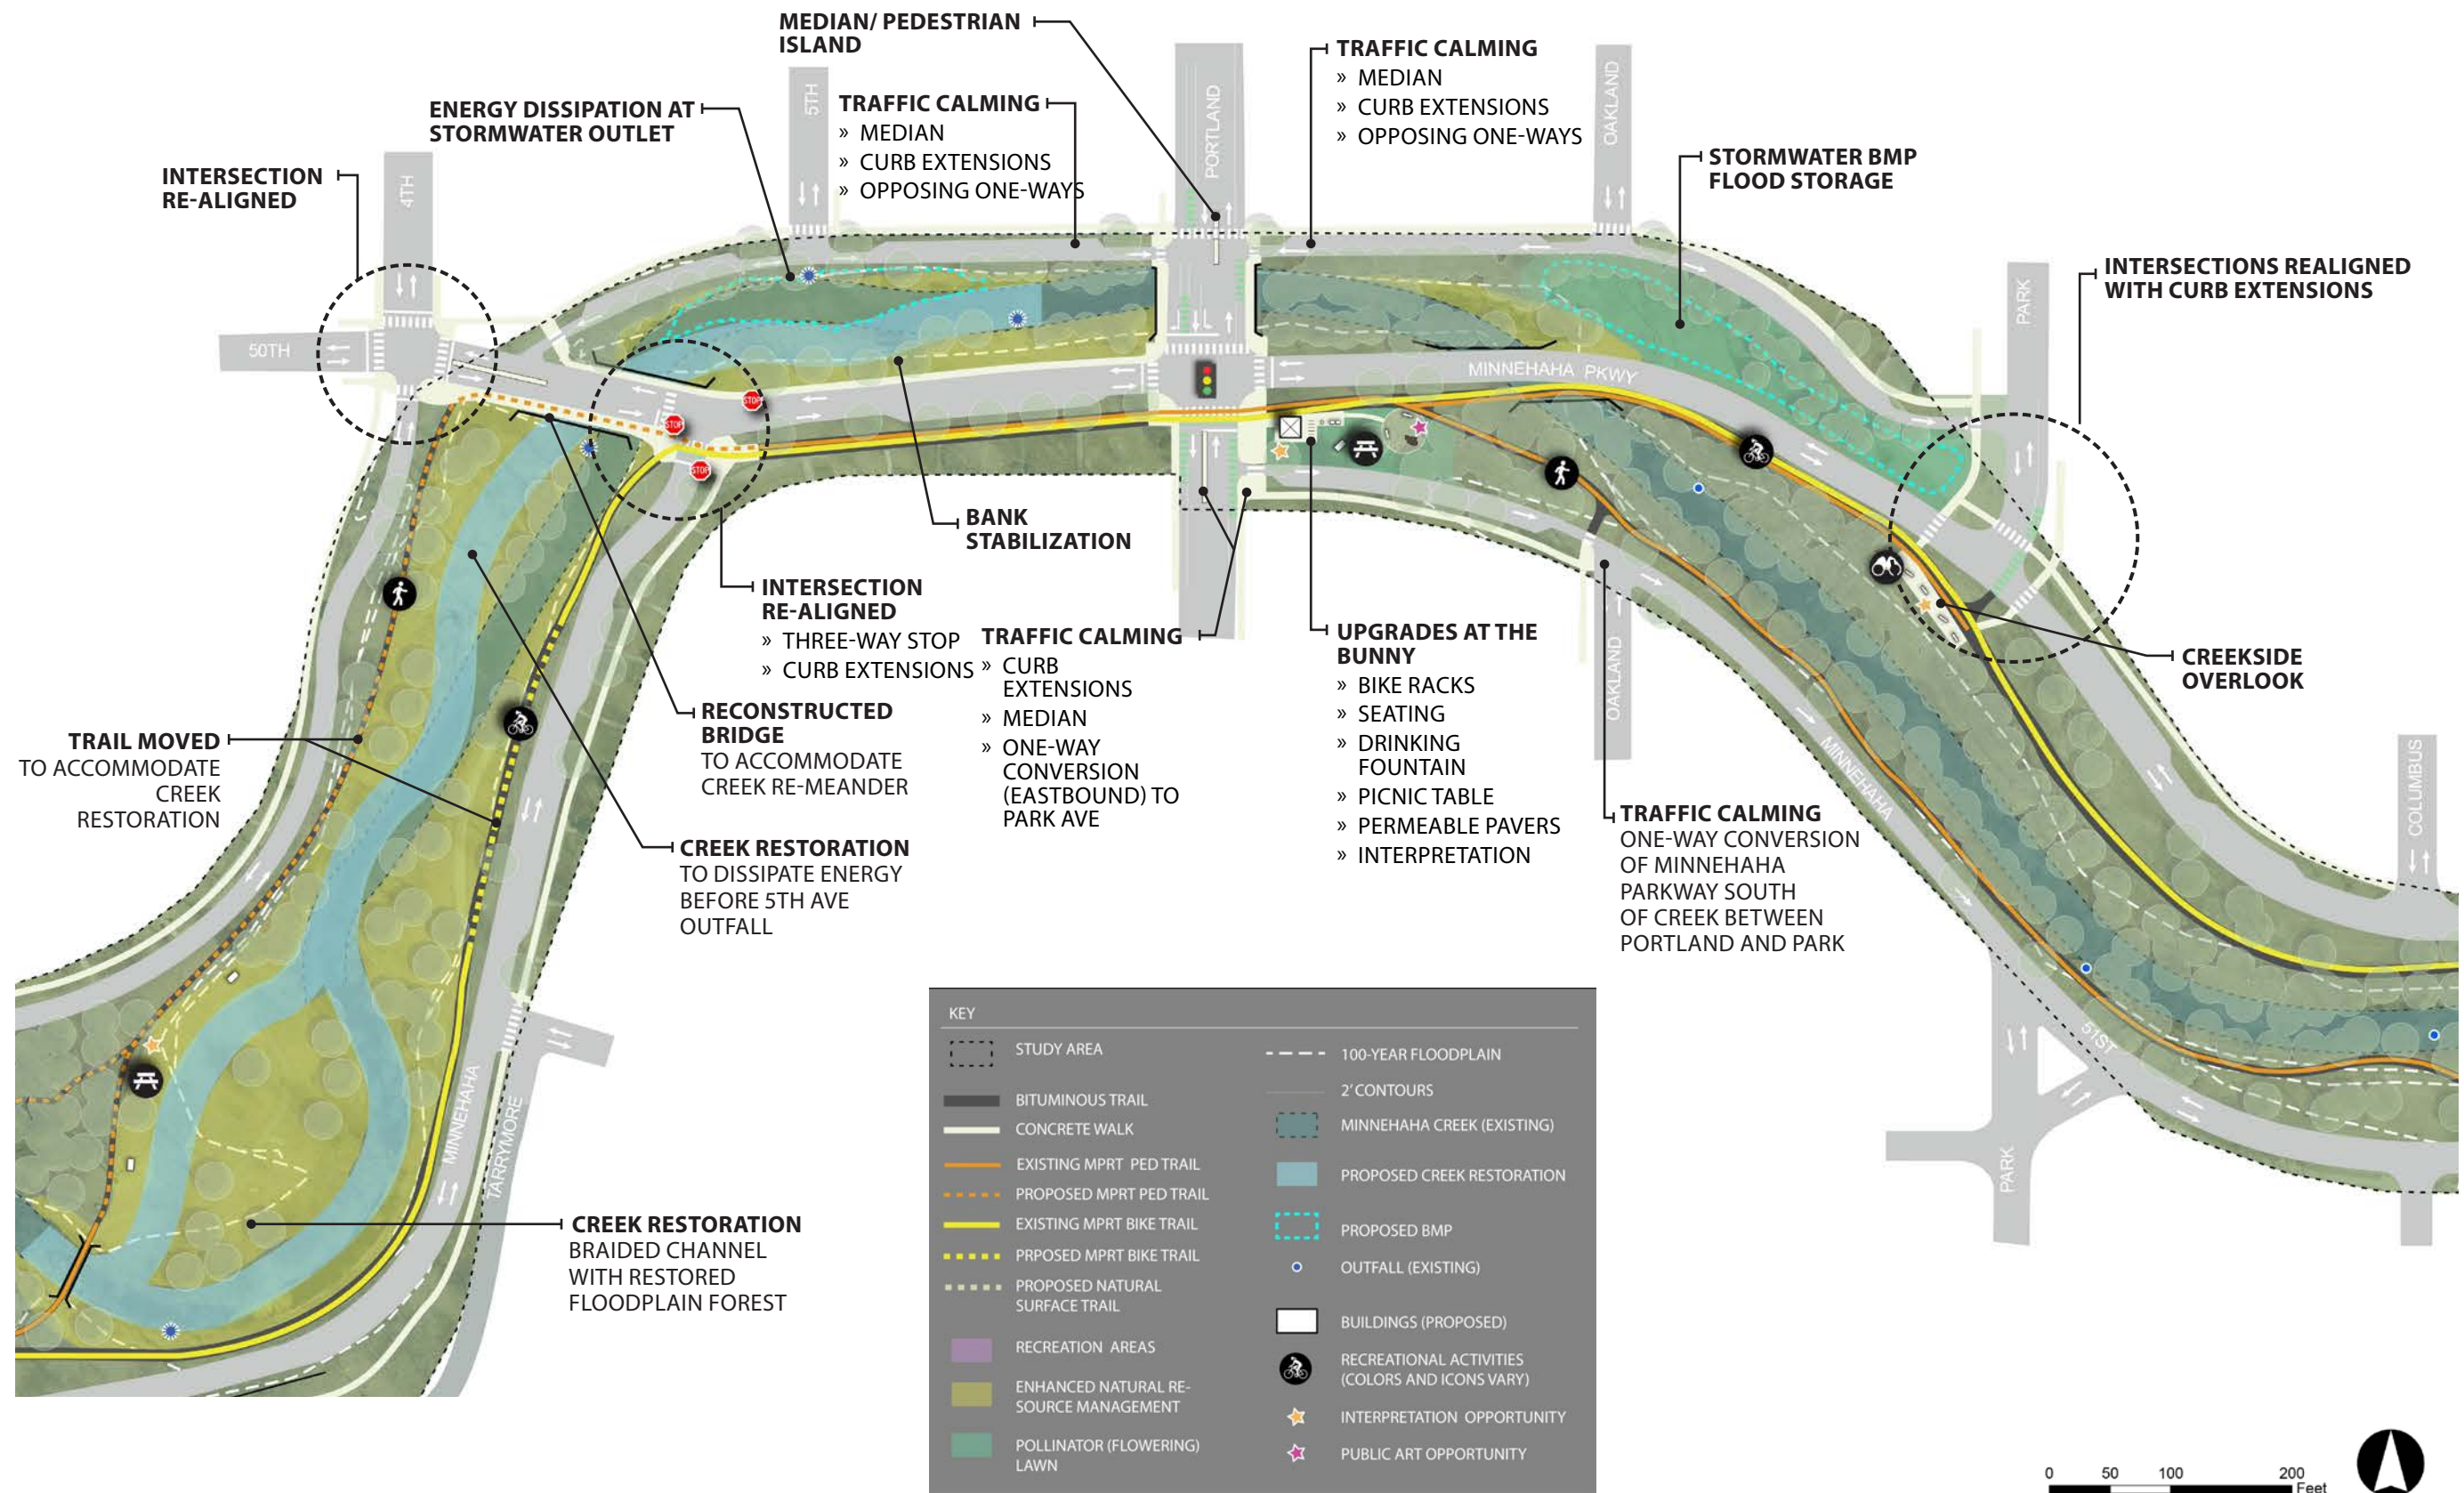 MEDIAN/ PEDESTRIAN
ISLAND
TRAFFIC CALMING
» MEDIAN
» CURB EXTENSIONS
» OPPOSING ONE-WAYS
ENERGY DISSIPATION AT
STORMWATER OUTLET
TRAFFIC CALMING
» MEDIAN
» CURB EXTENSIONS
» OPPOSING ONE-WAYS
INTERSECTION
RE-ALIGNED
STORMWATER BMP
FLOOD STORAGE
INTERSECTIONS REALIGNED
WITH CURB EXTENSIONS
4TH
5TH
PORTLAND
OAKLAND
PARK
50TH
MINNEHAHA PKWY
STOP
STOP
STOP
BANK
STABILIZATION
INTERSECTION
RE-ALIGNED
» THREE-WAY STOP
» CURB EXTENSIONS
TRAFFIC CALMING
» CURB
EXTENSIONS
» MEDIAN
» ONE-WAY
CONVERSION
(EASTBOUND) TO
PARK AVE
UPGRADES AT THE
BUNNY
» BIKE RACKS
» SEATING
» DRINKING
FOUNTAIN
» PICNIC TABLE
» PERMEABLE PAVERS
» INTERPRETATION
OAKLAND
CREEKSIDE
OVERLOOK
RECONSTRUCTED
BRIDGE
TO ACCOMMODATE
CREEK RE-MEANDER
TRAIL MOVED
TO ACCOMMODATE
CREEK
RESTORATION
CREEK RESTORATION
TO DISSIPATE ENERGY
BEFORE 5TH AVE
OUTFALL
TRAFFIC CALMING
ONE-WAY CONVERSION
OF MINNEHAHA
PARKWAY SOUTH
OF CREEK BETWEEN
PORTLAND AND PARK
MINNEHAHA
COLUMBUS
51ST
PARK
MINNEHAHA
TARRYMORE
CREEK RESTORATION
BRAIDED CHANNEL
WITH RESTORED
FLOODPLAIN FOREST
KEY
STUDY AREA
BITUMINOUS TRAIL
CONCRETE WALK
EXISTING MPRT PED TRAIL
PROPOSED MPRT PED TRAIL
EXISTING MPRT BIKE TRAIL
PRPOSED MPRT BIKE TRAIL
PROPOSED NATURAL
SURFACE TRAIL
RECREATION AREAS
ENHANCED NATURAL RE-
SOURCE MANAGEMENT
POLLINATOR (FLOWERING)
LAWN
100-YEAR FLOODPLAIN
2' CONTOURS
MINNEHAHA CREEK (EXISTING)
PROPOSED CREEK RESTORATION
PROPOSED BMP
OUTFALL (EXISTING)
BUILDINGS (PROPOSED)
RECREATIONAL ACTIVITIES
(COLORS AND ICONS VARY)
INTERPRETATION OPPORTUNITY
PUBLIC ART OPPORTUNITY
0 50 100 200
Feet